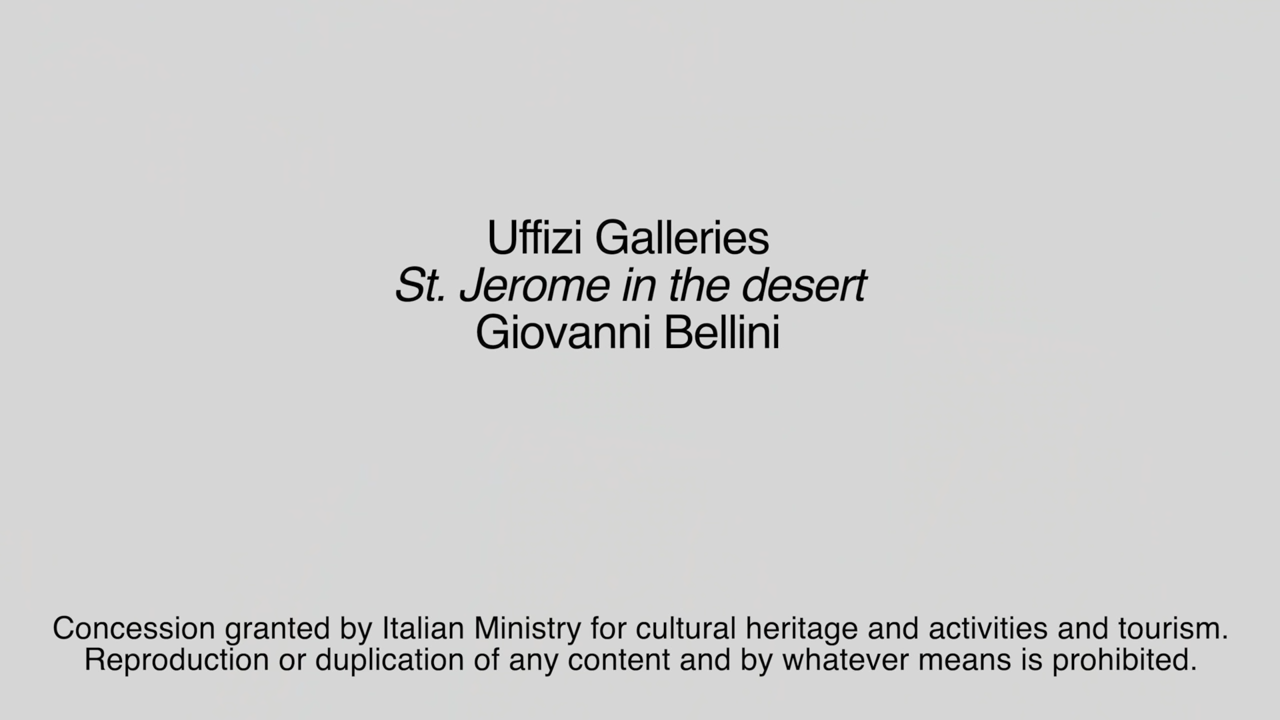 Uffizi Galleries
St. Jerome in the desert
Giovanni Bellini
Concession granted by Italian Ministry for cultural heritage and activities and tourism.
Reproduction or duplication of any content and by whatever means is prohibited.